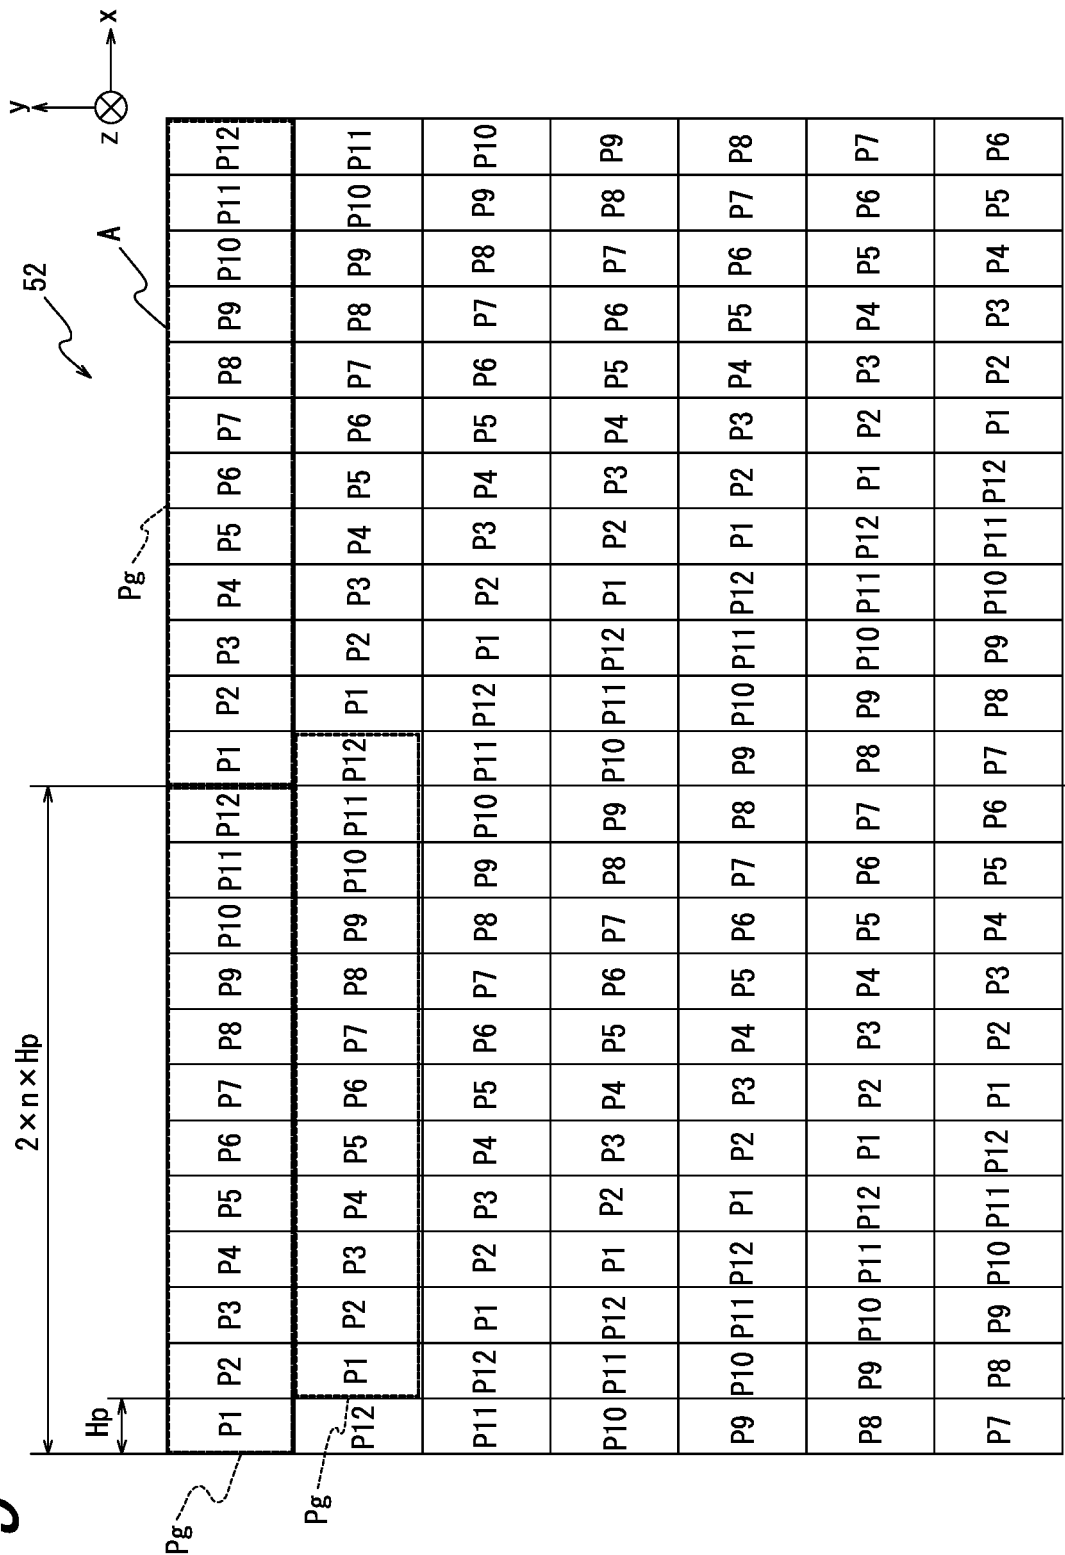 2×n×Hp
52
y
Hp
A
z
x
Pg
Pg
P1 P2 P3 P4 P5 P6 P7 P8 P9 P10 P11 P12 P1 P2 P3 P4 P5 P6 P7 P8 P9 P10 P11 P12
Pg
P12 P1 P2 P3 P4 P5 P6 P7 P8 P9 P10 P11 P12 P1 P2 P3 P4 P5 P6 P7 P8 P9 P10 P11
P11 P12 P1 P2 P3 P4 P5 P6 P7 P8 P9 P10 P11 P12 P1 P2 P3 P4 P5 P6 P7 P8 P9 P10
P10 P11 P12 P1 P2 P3 P4 P5 P6 P7 P8 P9 P10 P11 P12 P1 P2 P3 P4 P5 P6 P7 P8 P9
P9 P10 P11 P12 P1 P2 P3 P4 P5 P6 P7 P8 P9 P10 P11 P12 P1 P2 P3 P4 P5 P6 P7 P8
P8 P9 P10 P11 P12 P1 P2 P3 P4 P5 P6 P7 P8 P9 P10 P11 P12 P1 P2 P3 P4 P5 P6 P7
P7 P8 P9 P10 P11 P12 P1 P2 P3 P4 P5 P6 P7 P8 P9 P10 P11 P12 P1 P2 P3 P4 P5 P6